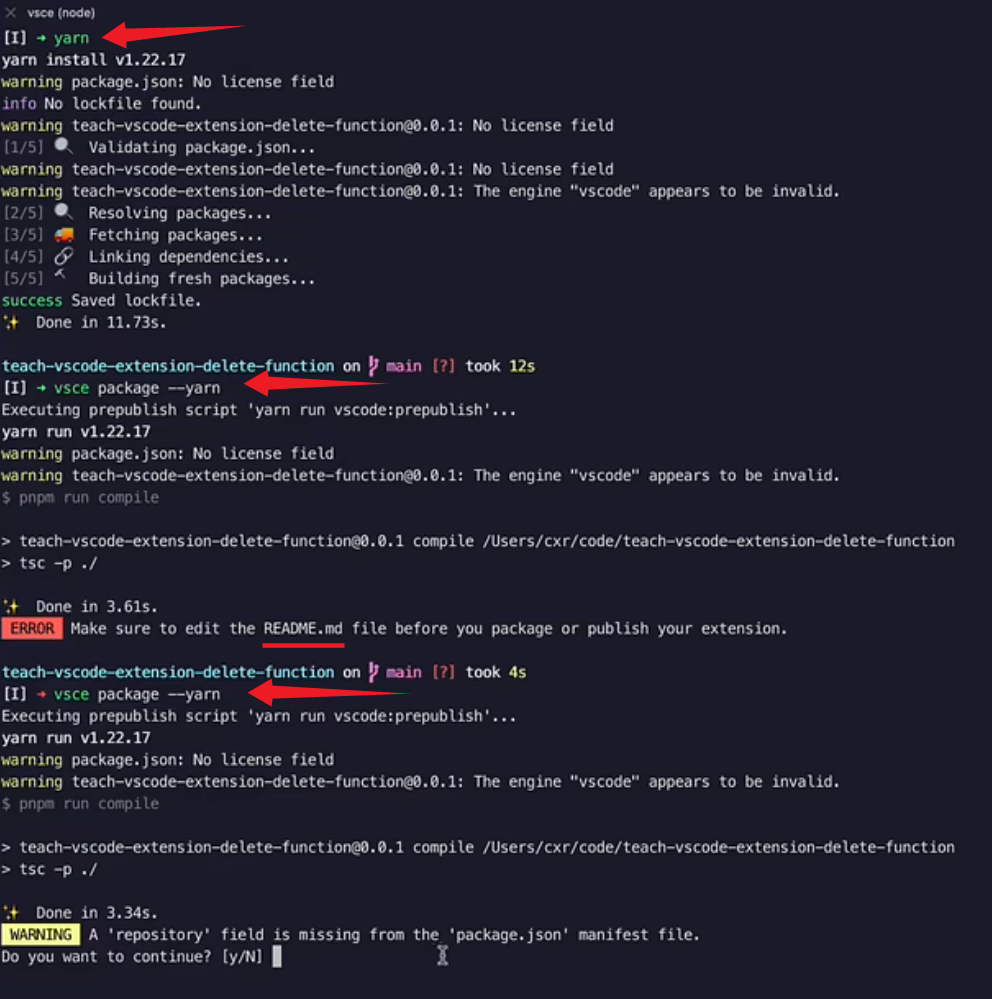 vsce (node)
[I] → yarn
yarn install v1.22.17
warning package.json: No license field
info No lockfile found.
warning teach-vscode-extension-delete-function@0.0.1: No license field
[1/5] 🔍 Validating package.json...
warning teach-vscode-extension-delete-function@0.0.1: No license field
warning teach-vscode-extension-delete-function@0.0.1: The engine "vscode" appears to be invalid.
[2/5] 🔍 Resolving packages...
[3/5] 🚚 Fetching packages...
[4/5] 🔗 Linking dependencies...
[5/5] 🔨 Building fresh packages...
success Saved lockfile.
✨ Done in 11.73s.
teach-vscode-extension-delete-function on main [?] took 12s
[I] → vsce package --yarn
Executing prepublish script 'yarn run vscode:prepublish'...
yarn run v1.22.17
warning package.json: No license field
warning teach-vscode-extension-delete-function@0.0.1: The engine "vscode" appears to be invalid.
$ pnpm run compile
> teach-vscode-extension-delete-function@0.0.1 compile /Users/cxr/code/teach-vscode-extension-delete-function
> tsc -p ./
✨ Done in 3.61s.
ERROR Make sure to edit the README.md file before you package or publish your extension.
teach-vscode-extension-delete-function on main [?] took 4s
[I] → vsce package --yarn
Executing prepublish script 'yarn run vscode:prepublish'...
yarn run v1.22.17
warning package.json: No license field
warning teach-vscode-extension-delete-function@0.0.1: The engine "vscode" appears to be invalid.
$ pnpm run compile
> teach-vscode-extension-delete-function@0.0.1 compile /Users/cxr/code/teach-vscode-extension-delete-function
> tsc -p ./
✨ Done in 3.34s.
WARNING A 'repository' field is missing from the 'package.json' manifest file.
Do you want to continue? [y/N]